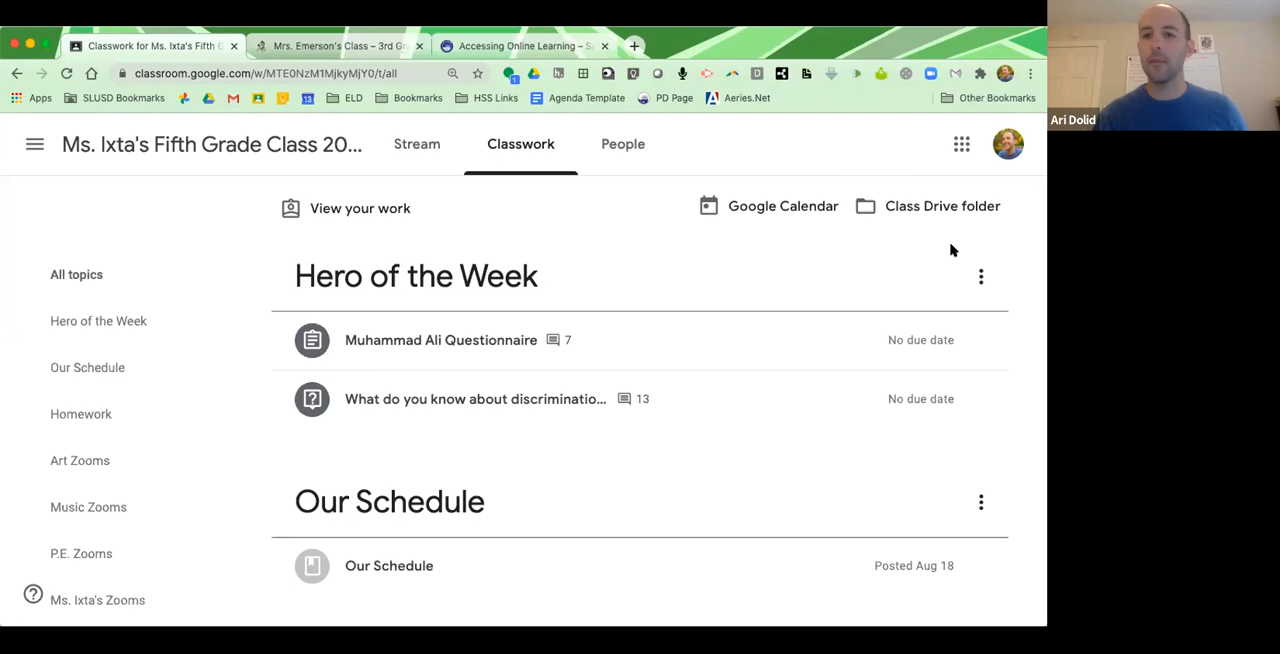 Classwork for Ms. Ixta's Fifth G
Mrs. Emerson's Class – 3rd Gr
Accessing Online Learning – S
classroom.google.com/w/MTE0NzM1MjkyMjY0/t/all
Apps
SLUSD Bookmarks
13
ELD
Bookmarks
HSS Links
Agenda Template
PD Page
Aeries.Net
Other Bookmarks
Ari Dolid
Ms. Ixta's Fifth Grade Class 20...
Stream
Classwork
People
View your work
Google Calendar
Class Drive folder
All topics
Hero of the Week
Our Schedule
Homework
Art Zooms
Music Zooms
P.E. Zooms
Ms. Ixta's Zooms
Hero of the Week
Muhammad Ali Questionnaire 7 No due date
What do you know about discriminatio... 13 No due date
Our Schedule
Our Schedule Posted Aug 18